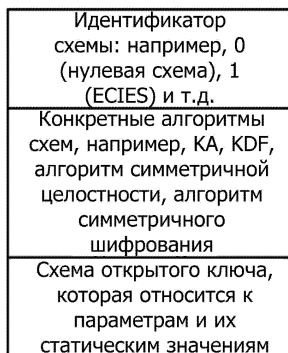 Идентификатор
схемы: например, 0
(нулевая схема), 1
(ECIES) и т.д.
Конкретные алгоритмы
схем, например, KA, KDF,
алгоритм симметричной
целостности, алгоритм
симметричного
шифрования
Схема открытого ключа,
которая относится к
параметрам и их
статическим значениям